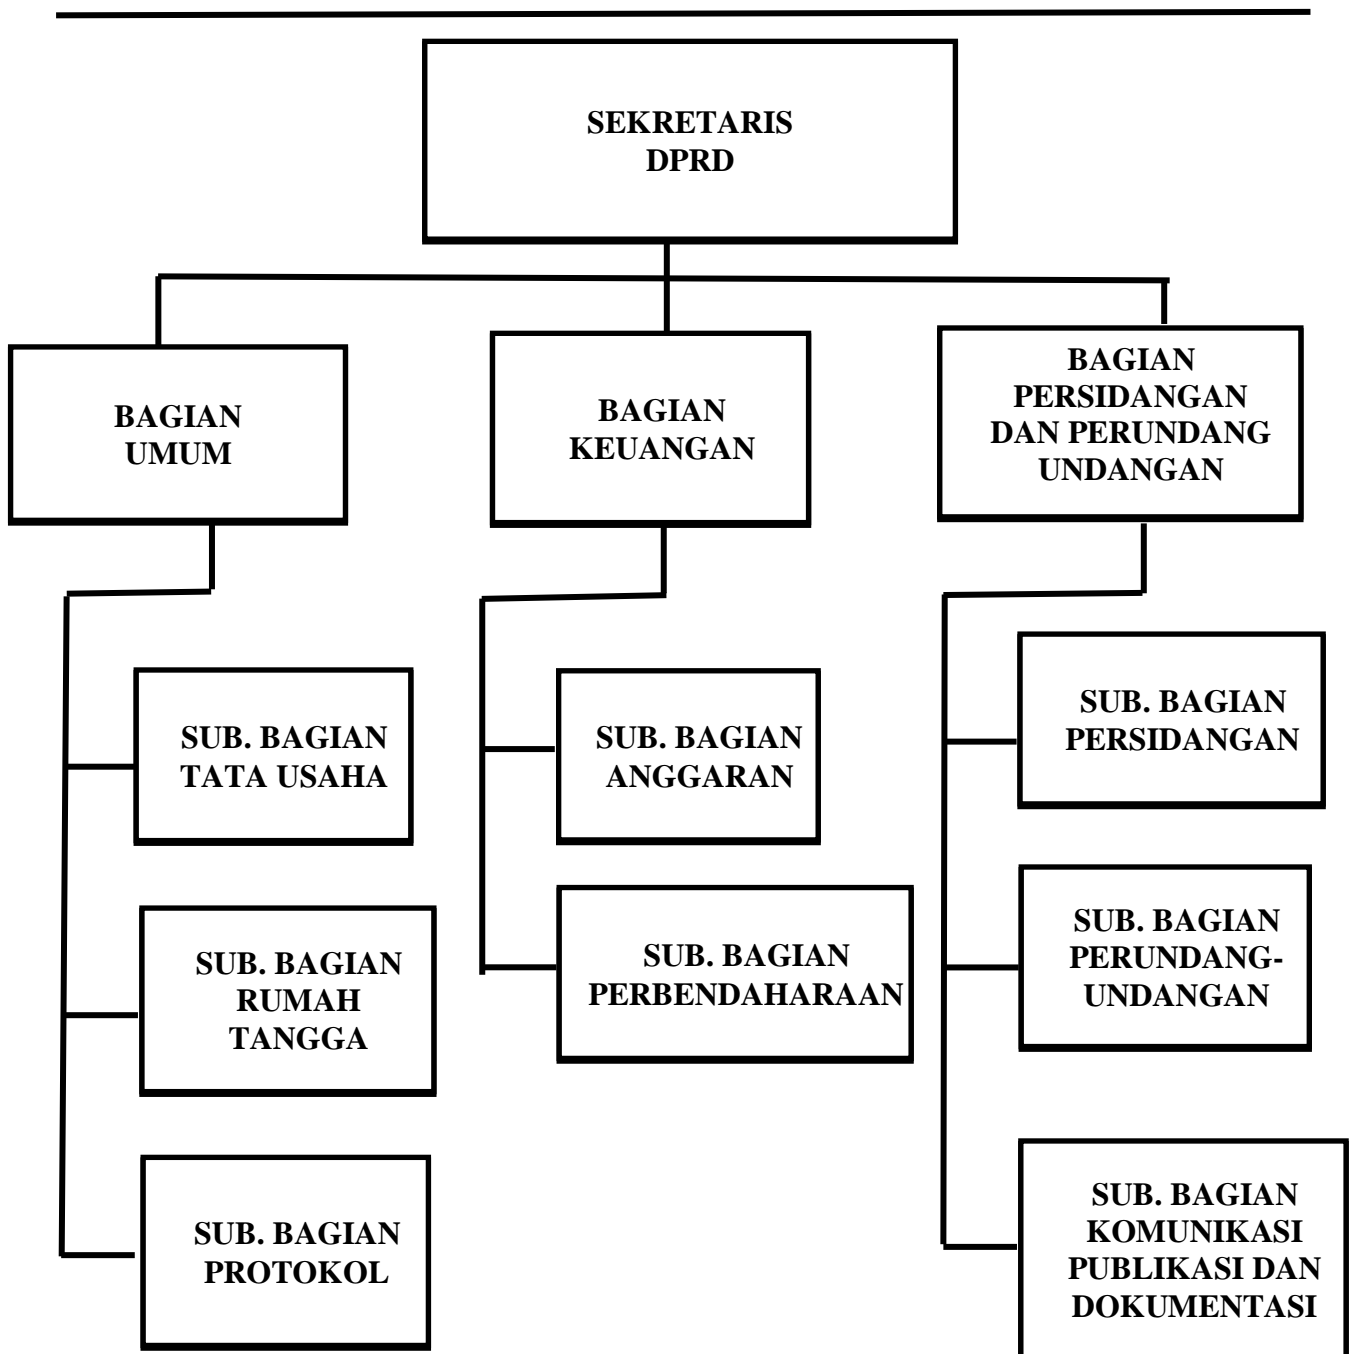 SEKRETARIS
DPRD
BAGIAN
UMUM
BAGIAN
KEUANGAN
BAGIAN
PERSIDANGAN
DAN PERUNDANG
UNDANGAN
SUB. BAGIAN
TATA USAHA
SUB. BAGIAN
RUMAH
TANGGA
SUB. BAGIAN
PROTOKOL
SUB. BAGIAN
ANGGARAN
SUB. BAGIAN
PERBENDAHARAAN
SUB. BAGIAN
PERSIDANGAN
SUB. BAGIAN
PERUNDANG-
UNDANGAN
SUB. BAGIAN
KOMUNIKASI
PUBLIKASI DAN
DOKUMENTASI